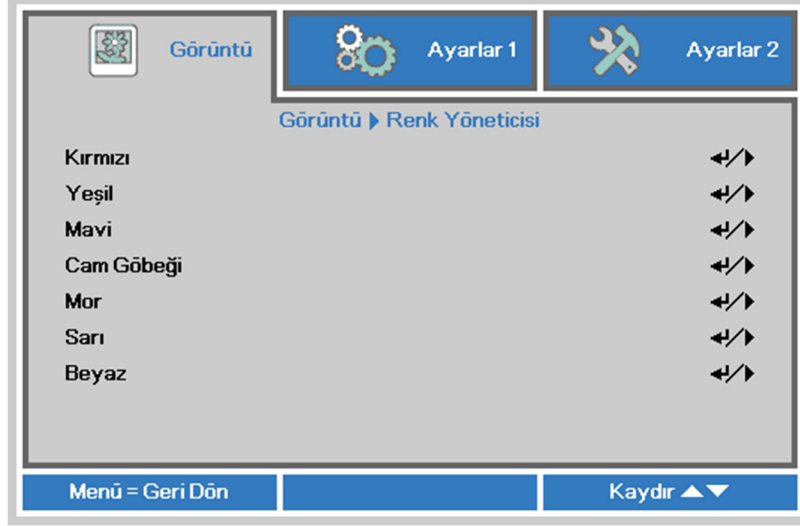 Görüntü Ayarlar 1 Ayarlar 2
Görüntü ▶ Renk Yöneticisi
Kırmızı
Yeşil
Mavi
Cam Göbeği
Mor
Sarı
Beyaz
Menü = Geri Dön Kaydır ▲▼